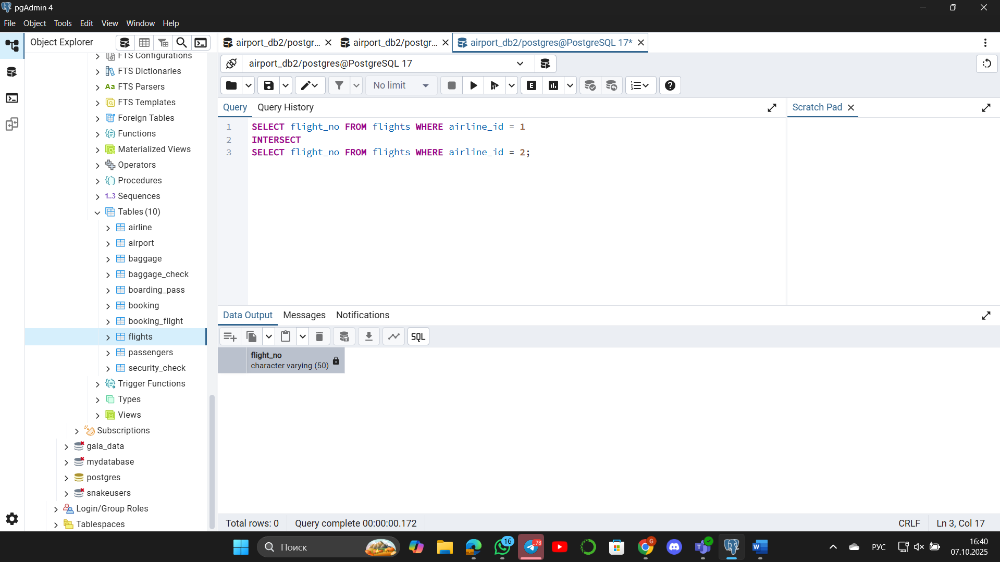 pgAdmin 4
File Object Tools Edit View Window Help
Object Explorer
airport_db2/postgr...
airport_db2/postgr...
airport_db2/postgres@PostgreSQL 17*
FTS Configurations
FTS Dictionaries
Aa FTS Parsers
FTS Templates
Foreign Tables
Functions
Materialized Views
Operators
Procedures
1..3 Sequences
Tables (10)
airline
airport
baggage
baggage_check
boarding_pass
booking
booking_flight
flights
passengers
security_check
Trigger Functions
Types
Views
Subscriptions
gala_data
mydatabase
postgres
snakeusers
Login/Group Roles
Tablespaces
airport_db2/postgres@PostgreSQL 17
No limit
E
Query Query History
Scratch Pad
1 SELECT flight_no FROM flights WHERE airline_id = 1
2 INTERSECT
3 SELECT flight_no FROM flights WHERE airline_id = 2;
Data Output Messages Notifications
SQL
flight_no
character varying (50)
Total rows: 0 Query complete 00:00:00.172
CRLF Ln 3, Col 17
Поиск
16
..78
G
T
W
РУС
16:40
07.10.2025